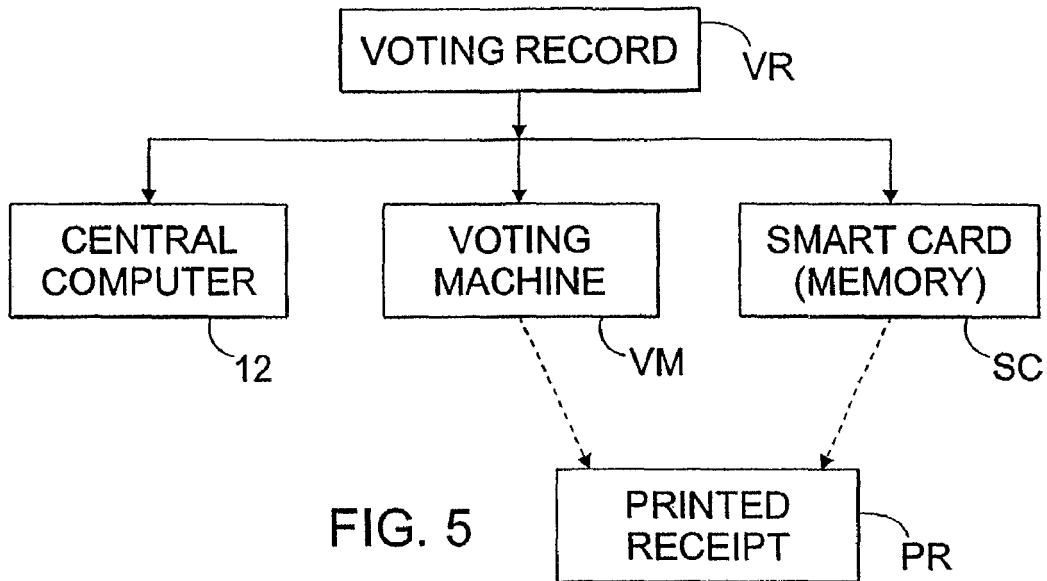 VOTING RECORD
VR
CENTRAL
COMPUTER
12
VOTING
MACHINE
VM
SMART CARD
(MEMORY)
SC
PRINTED
RECEIPT
PR
FIG. 5